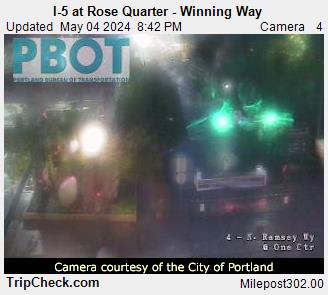 I-5 at Rose Quarter - Winning Way
Updated May 04 2024 8:42 PM Camera 4
PBOT
PORTLAND BUREAU OF TRANSPORTATION
4 - N. Ramsey Wy
@ One Ctr
Camera courtesy of the City of Portland
TripCheck.com Milepost302.00